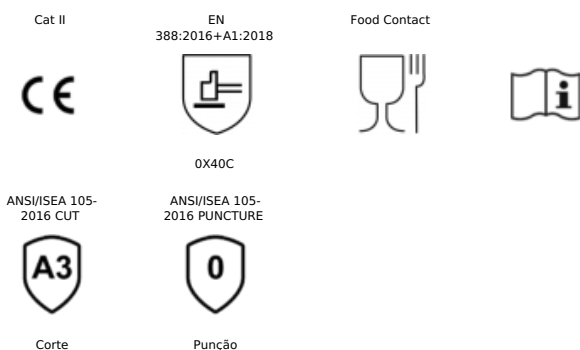 Cat II
EN
388:2016+A1:2018
Food Contact
CE
i
0X40C
ANSI/ISEA 105-
2016 CUT
ANSI/ISEA 105-
2016 PUNCTURE
A3
0
Corte
Punção